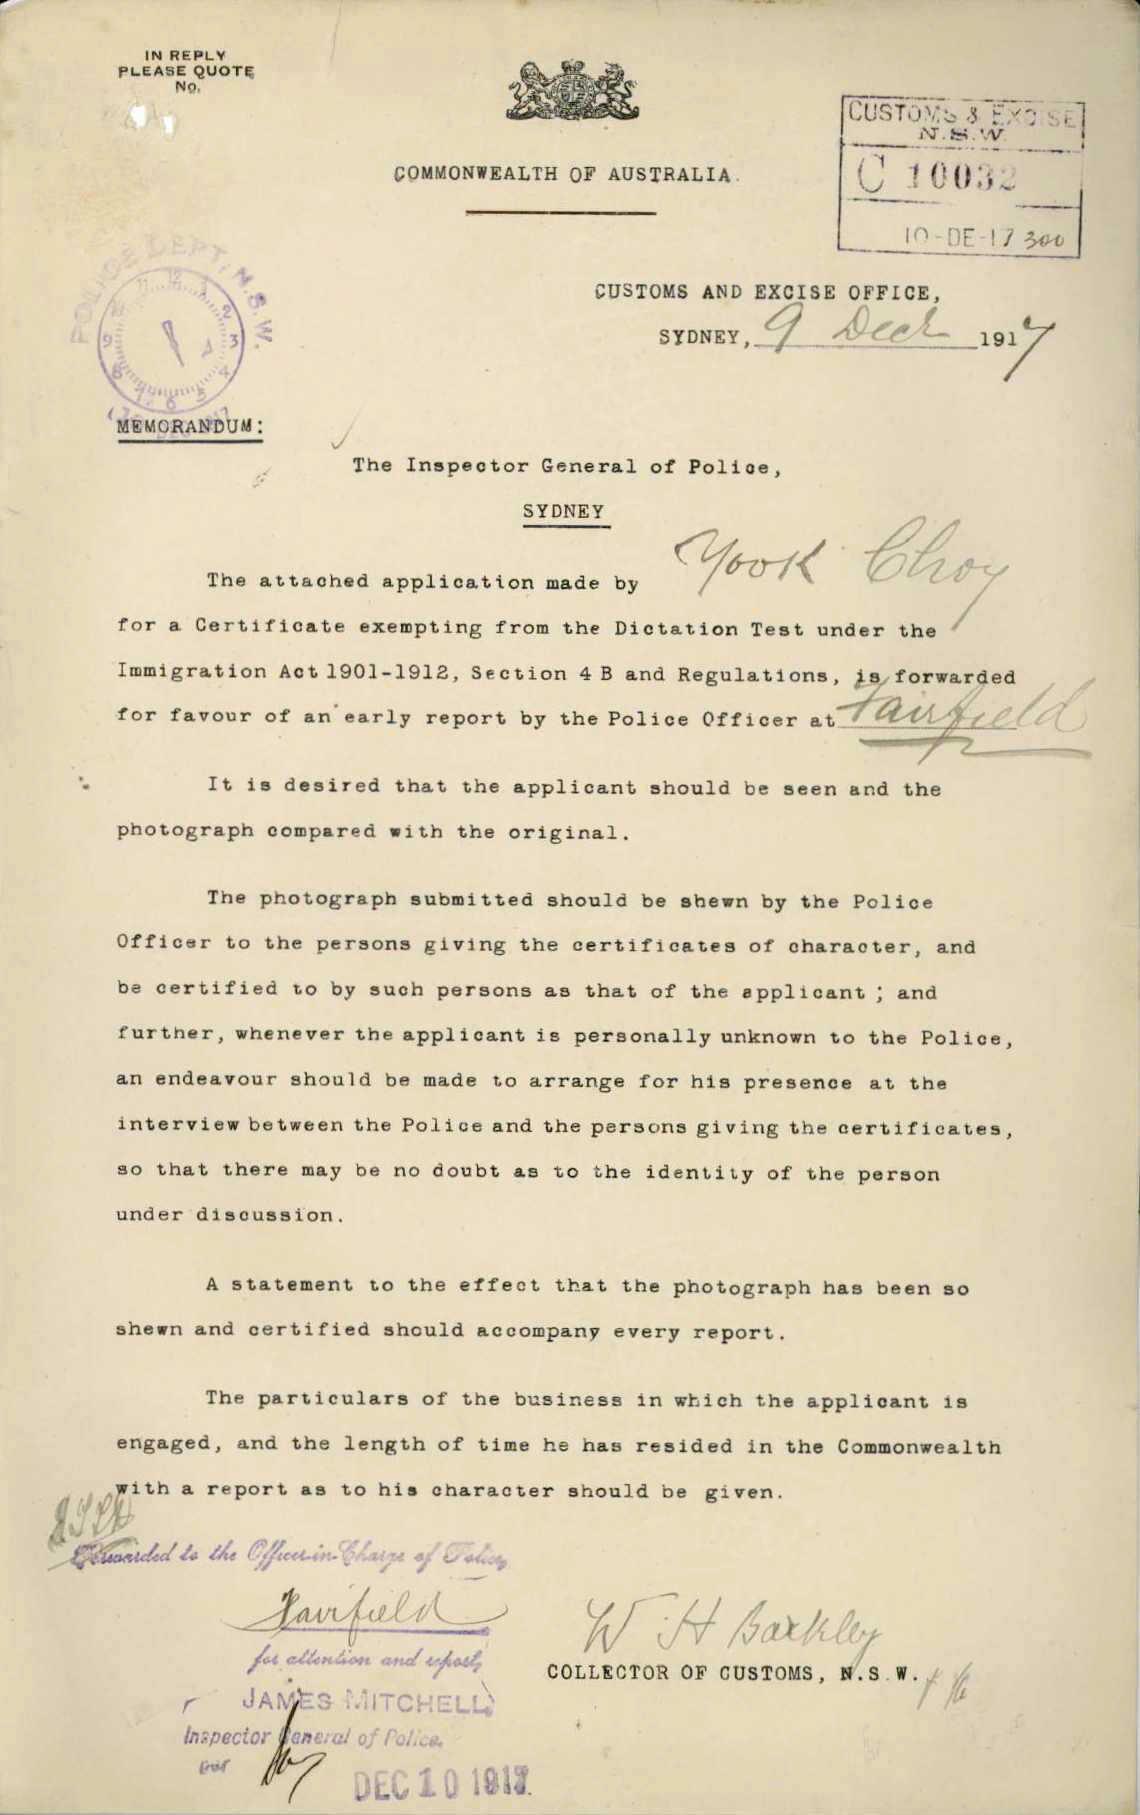 IN REPLY
PLEASE QUOTE
No.
CUSTOMS & EXCISE
N.S.W.
C 10032
10-DE-17 300
COMMONWEALTH OF AUSTRALIA.
POLICE DEPT, N.S.W.
CUSTOMS AND EXCISE OFFICE,
SYDNEY, 9 Decr 1917
MEMORANDUM:
The Inspector General of Police,
SYDNEY
The attached application made by Yook Choy
for a Certificate exempting from the Dictation Test under the
Immigration Act 1901-1912, Section 4 B and Regulations, is forwarded
for favour of an early report by the Police Officer at Fairfield
It is desired that the applicant should be seen and the
photograph compared with the original.
The photograph submitted should be shewn by the Police
Officer to the persons giving the certificates of character, and
be certified to by such persons as that of the applicant ; and
further, whenever the applicant is personally unknown to the Police,
an endeavour should be made to arrange for his presence at the
interview between the Police and the persons giving the certificates,
so that there may be no doubt as to the identity of the person
under discussion.
A statement to the effect that the photograph has been so
shewn and certified should accompany every report.
The particulars of the business in which the applicant is
engaged, and the length of time he has resided in the Commonwealth
with a report as to his character should be given.
Forwarded to the Officer-in-Charge of Police,
Fairfield
for attention and report,
JAMES MITCHELL
Inspector General of Police.
per
DEC 10 1917.
W H Barkley
COLLECTOR OF CUSTOMS, N.S.W.